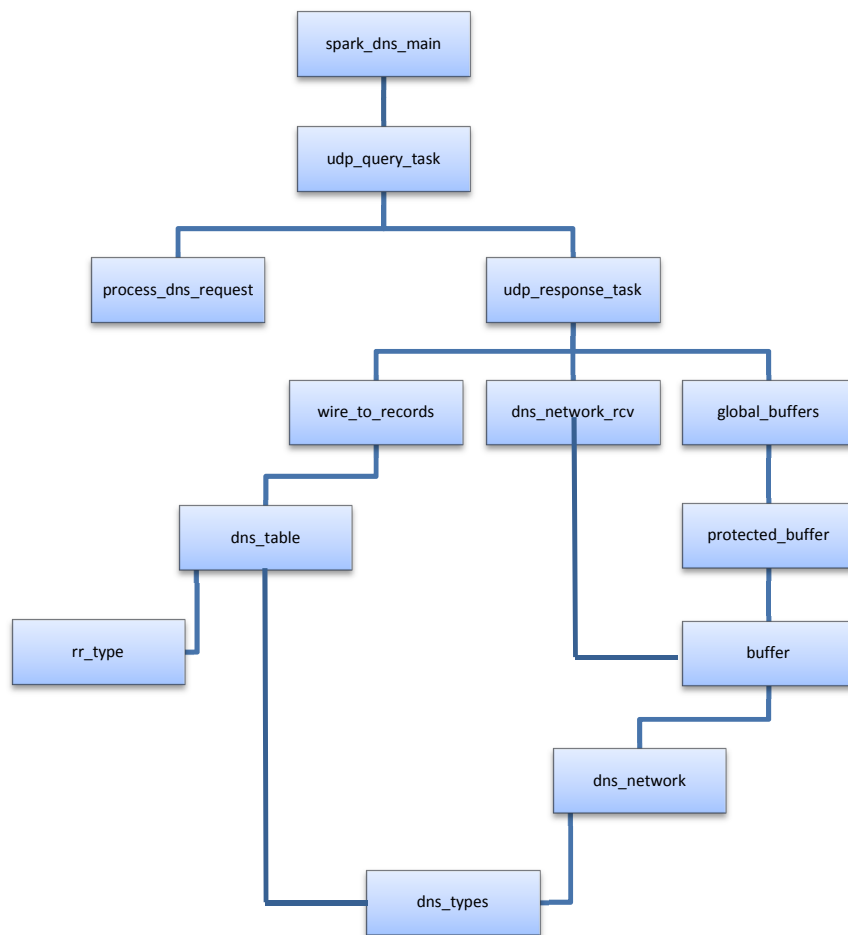 spark_dns_main
udp_query_task
process_dns_request
udp_response_task
wire_to_records
dns_network_rcv
global_buffers
dns_table
protected_buffer
rr_type
buffer
dns_network
dns_types